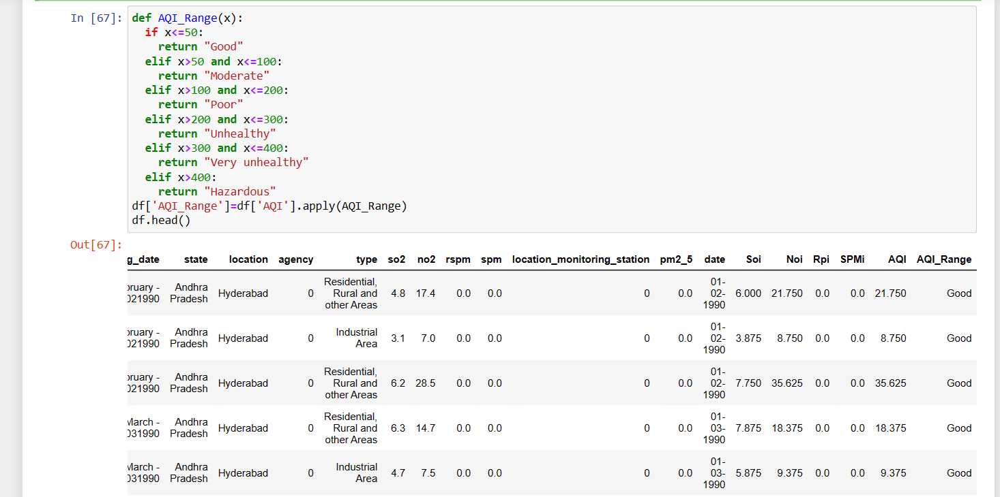 In [67]: def AQI_Range(x):
  if x<=50:
    return "Good"
  elif x>50 and x<=100:
    return "Moderate"
  elif x>100 and x<=200:
    return "Poor"
  elif x>200 and x<=300:
    return "Unhealthy"
  elif x>300 and x<=400:
    return "Very unhealthy"
  elif x>400:
    return "Hazardous"
df['AQI_Range']=df['AQI'].apply(AQI_Range)
df.head()
Out[67]:
g_date state location agency type so2 no2 rspm spm location_monitoring_station pm2_5 date Soi Noi Rpi SPMi AQI AQI_Range
Residential, 01-
ruary - Andhra Hyderabad 0 Rural and 4.8 17.4 0.0 0.0 0 0.0 02- 6.000 21.750 0.0 0.0 21.750 Good
021990 Pradesh other Areas 1990
01-
ruary - Andhra Hyderabad 0 Industrial 3.1 7.0 0.0 0.0 0 0.0 02- 3.875 8.750 0.0 0.0 8.750 Good
021990 Pradesh Area 1990
Residential, 01-
ruary - Andhra Hyderabad 0 Rural and 6.2 28.5 0.0 0.0 0 0.0 02- 7.750 35.625 0.0 0.0 35.625 Good
021990 Pradesh other Areas 1990
Residential, 01-
March - Andhra Hyderabad 0 Rural and 6.3 14.7 0.0 0.0 0 0.0 03- 7.875 18.375 0.0 0.0 18.375 Good
031990 Pradesh other Areas 1990
01-
March - Andhra Hyderabad 0 Industrial 4.7 7.5 0.0 0.0 0 0.0 03- 5.875 9.375 0.0 0.0 9.375 Good
031990 Pradesh Area 1990